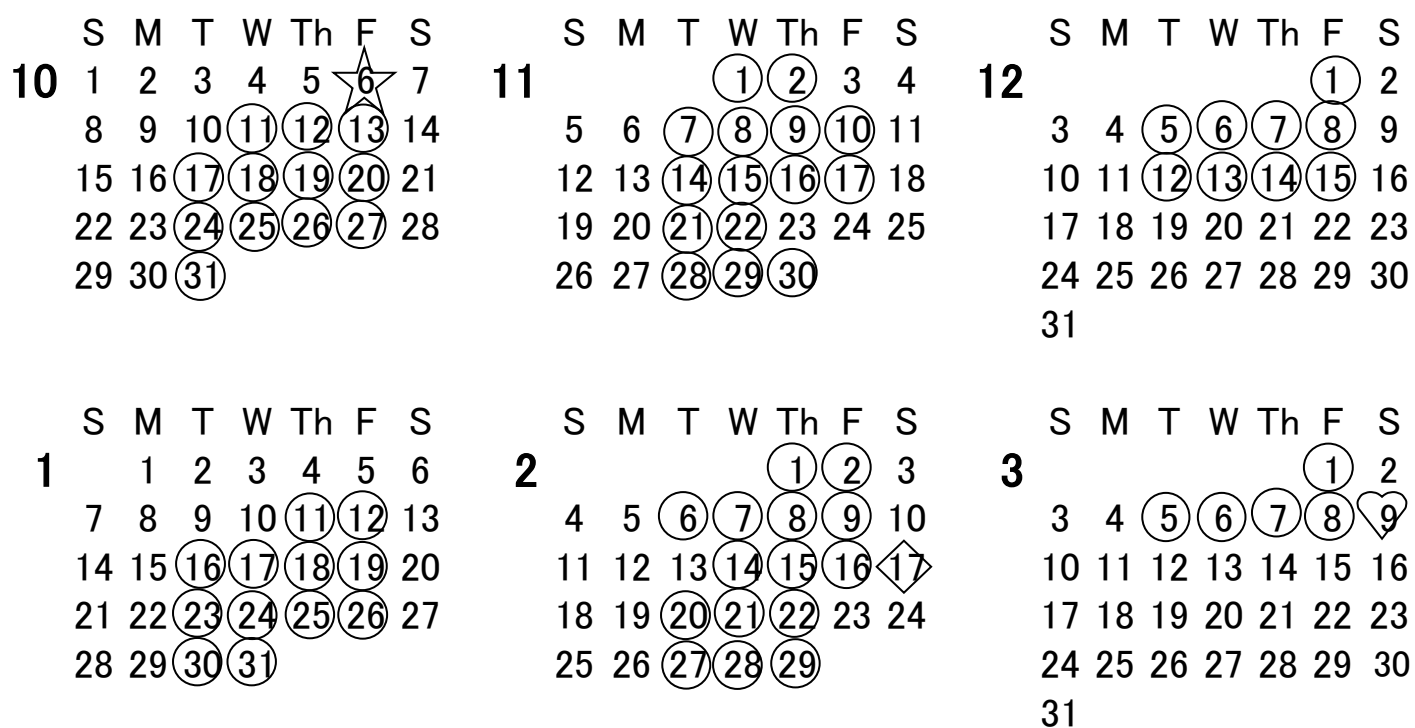 S M T W Th F S
10 1 2 3 4 5 6 7
8 9 10 11 12 13 14
15 16 17 18 19 20 21
22 23 24 25 26 27 28
29 30 31
S M T W Th F S
11 1 2 3 4
5 6 7 8 9 10 11
12 13 14 15 16 17 18
19 20 21 22 23 24 25
26 27 28 29 30
S M T W Th F S
12 1 2
3 4 5 6 7 8 9
10 11 12 13 14 15 16
17 18 19 20 21 22 23
24 25 26 27 28 29 30
31
S M T W Th F S
1 1 2 3 4 5 6
7 8 9 10 11 12 13
14 15 16 17 18 19 20
21 22 23 24 25 26 27
28 29 30 31
S M T W Th F S
2 1 2 3
4 5 6 7 8 9 10
11 12 13 14 15 16 17
18 19 20 21 22 23 24
25 26 27 28 29
S M T W Th F S
3 1 2
3 4 5 6 7 8 9
10 11 12 13 14 15 16
17 18 19 20 21 22 23
24 25 26 27 28 29 30
31